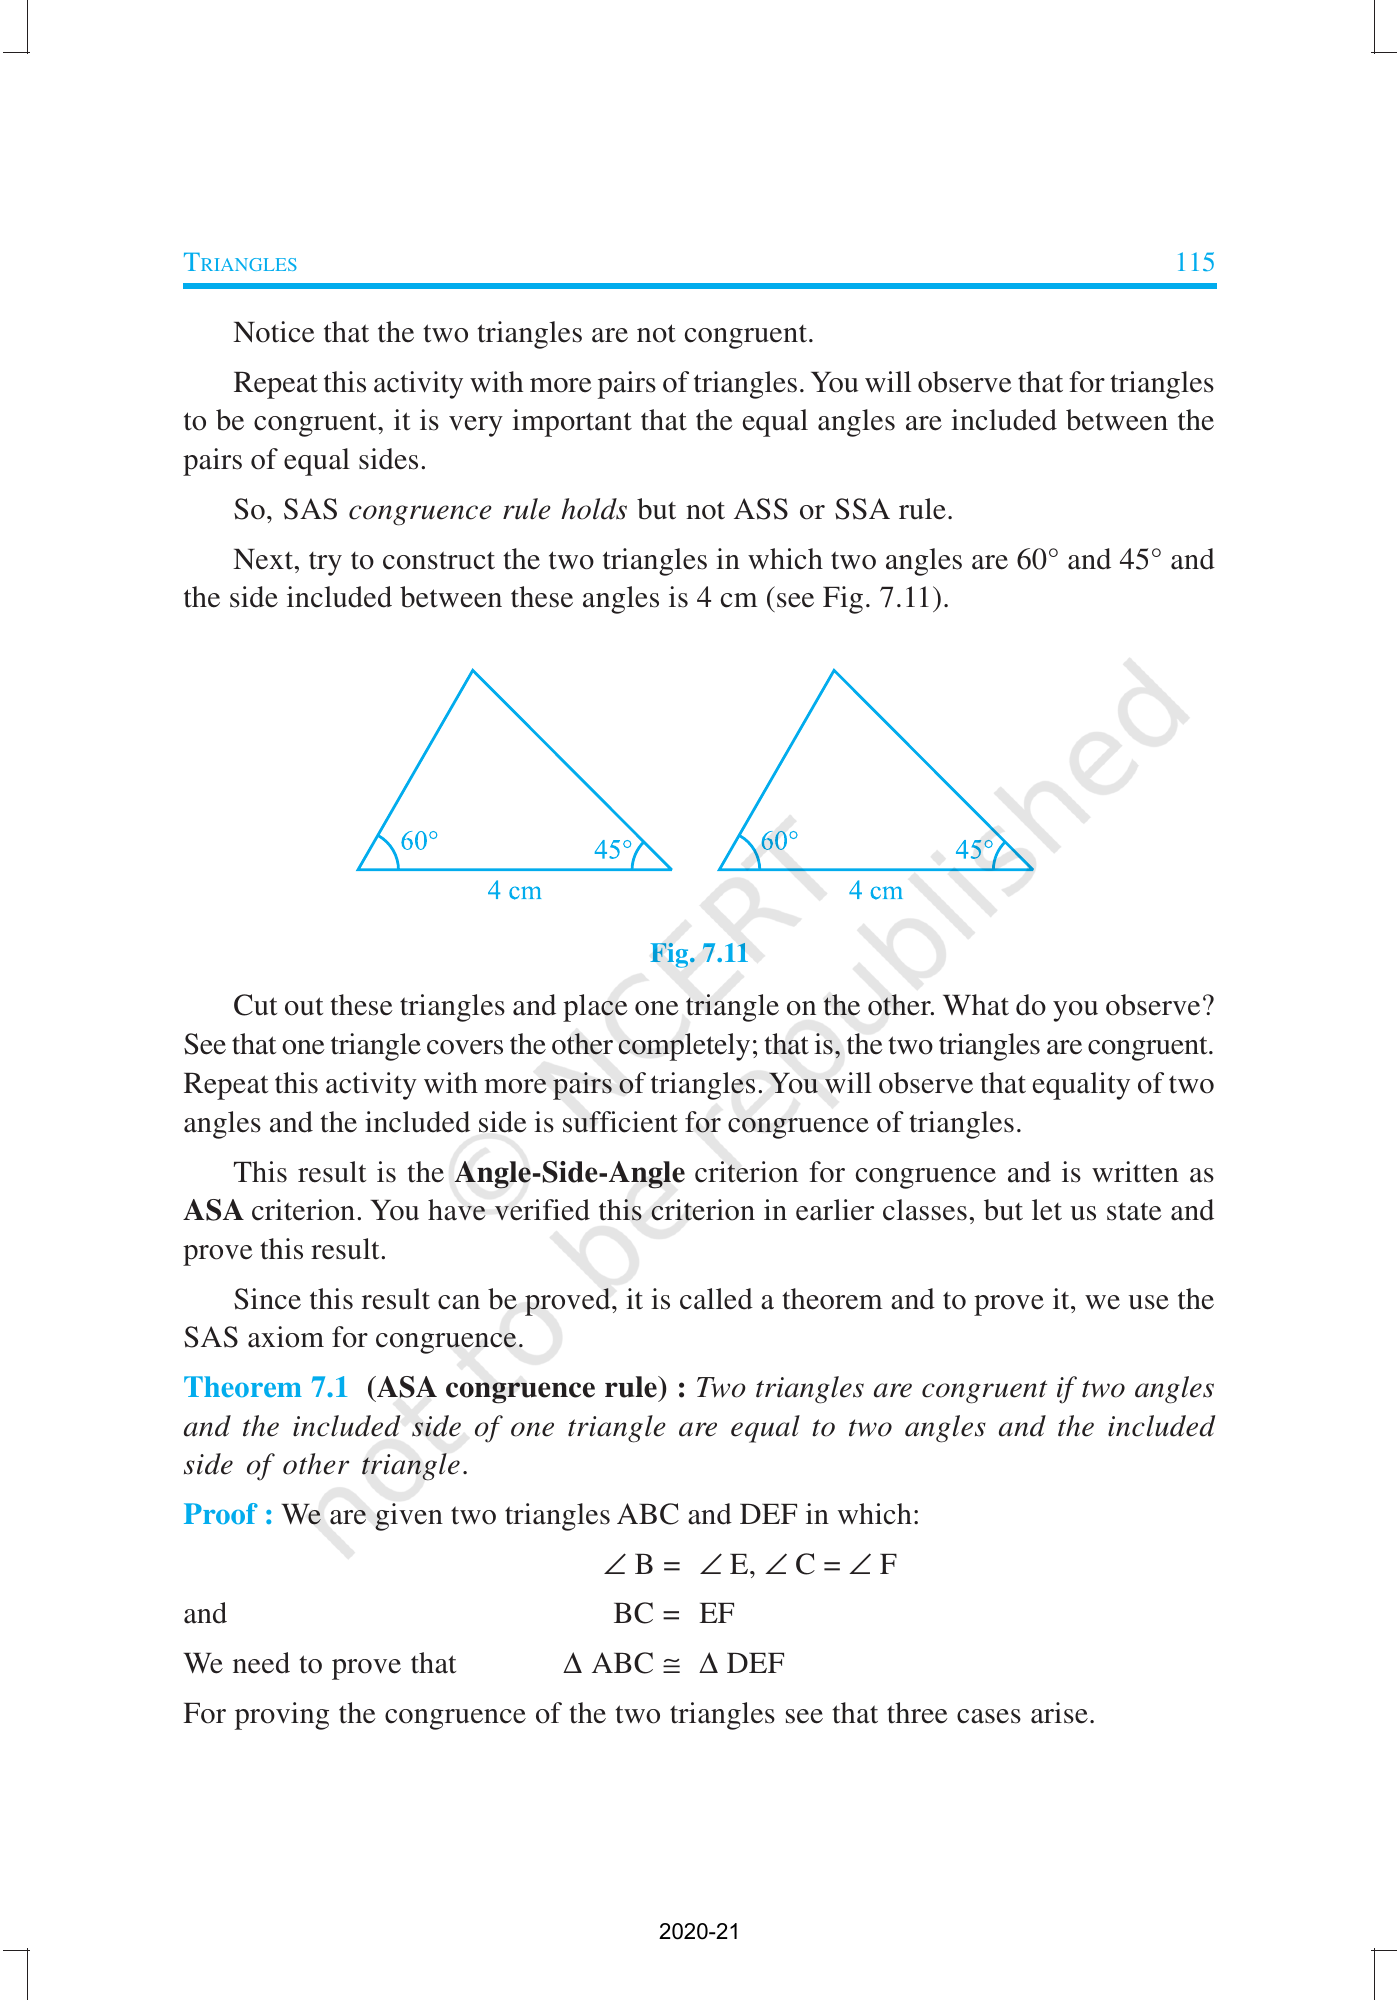 TRIANGLES 115
Notice that the two triangles are not congruent.
Repeat this activity with more pairs of triangles. You will observe that for triangles
to be congruent, it is very important that the equal angles are included between the
pairs of equal sides.
So, SAS congruence rule holds but not ASS or SSA rule.
Next, try to construct the two triangles in which two angles are 60° and 45° and
the side included between these angles is 4 cm (see Fig. 7.11).
60° 45° 60° 45°
4 cm 4 cm
Fig. 7.11
Cut out these triangles and place one triangle on the other. What do you observe?
See that one triangle covers the other completely; that is, the two triangles are congruent.
Repeat this activity with more pairs of triangles. You will observe that equality of two
angles and the included side is sufficient for congruence of triangles.
This result is the Angle-Side-Angle criterion for congruence and is written as
ASA criterion. You have verified this criterion in earlier classes, but let us state and
prove this result.
Since this result can be proved, it is called a theorem and to prove it, we use the
SAS axiom for congruence.
Theorem 7.1 (ASA congruence rule) : Two triangles are congruent if two angles
and the included side of one triangle are equal to two angles and the included
side of other triangle.
Proof : We are given two triangles ABC and DEF in which:
∠ B = ∠ E, ∠ C = ∠ F
and BC = EF
We need to prove that Δ ABC ≅ Δ DEF
For proving the congruence of the two triangles see that three cases arise.
© NCERT
not to be republished
2020-21